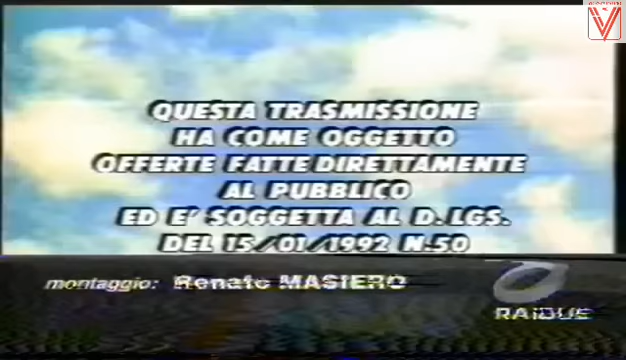 QUESTA TRASMISSIONE
HA COME OGGETTO
OFFERTE FATTE DIRETTAMENTE
AL PUBBLICO
ED E' SOGGETTA AL D.LGS.
DEL 15/01/1992 N.50
montaggio: Renato MASIERO
RAIDUE